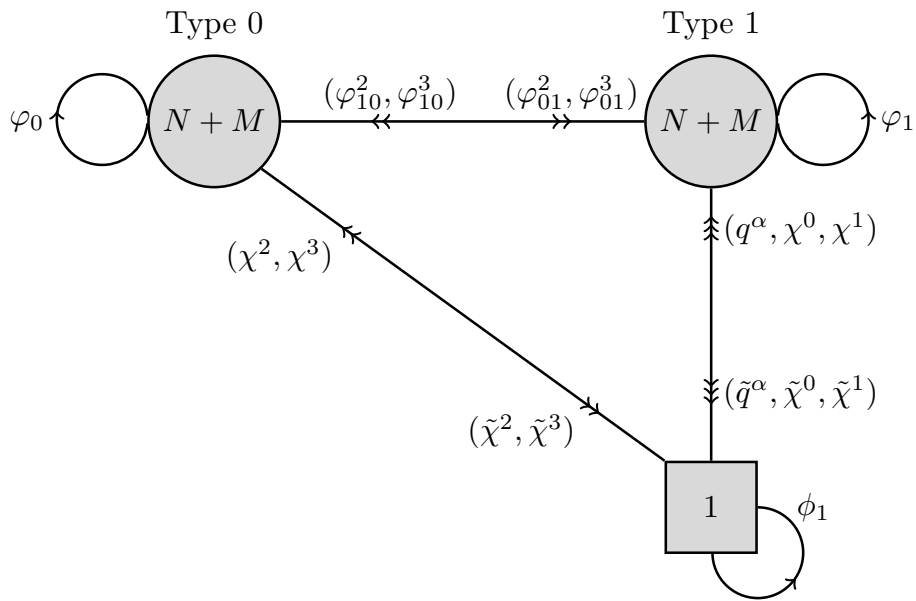 Type 0 Type 1
(φ²₁₀, φ³₁₀) (φ²₀₁, φ³₀₁)
φ₀ N + M N + M φ₁
(χ², χ³) (q^α, χ⁰, χ¹)
(χ̃², χ̃³) (q̃^α, χ̃⁰, χ̃¹)
1 ϕ₁